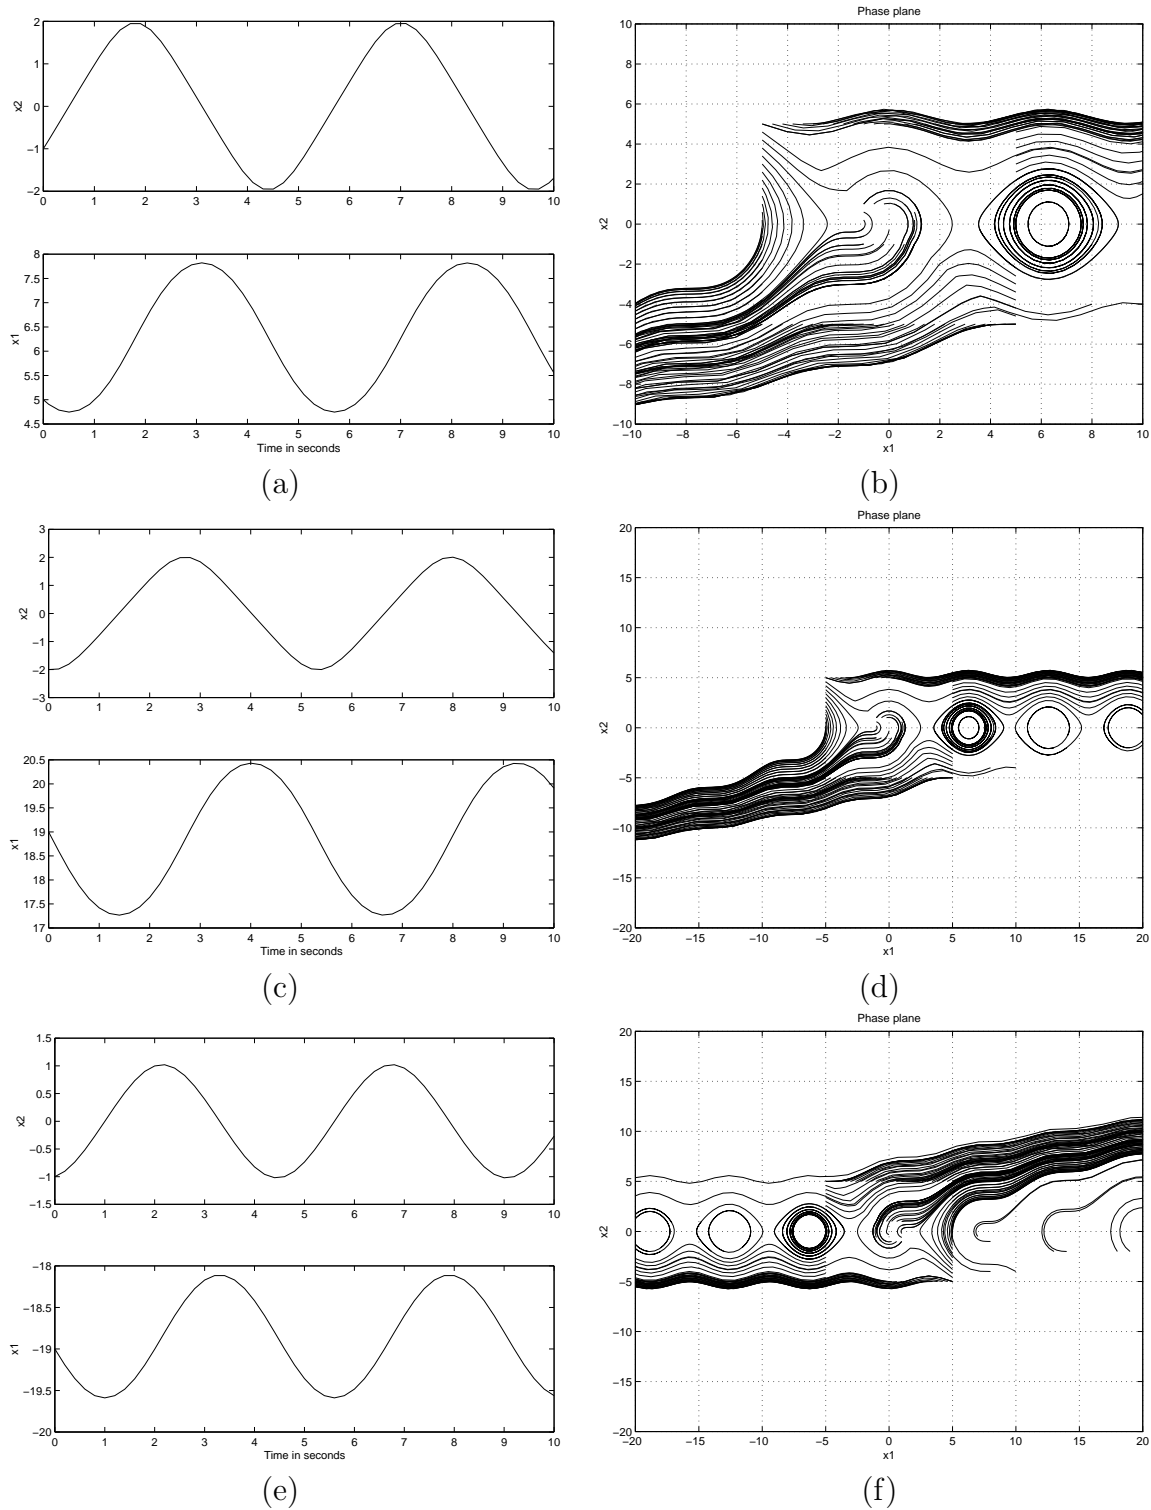 2
1
0
−1
−2
x2
0 1 2 3 4 5 6 7 8 9 10
8
7.5
7
6.5
6
5.5
5
4.5
x1
0 1 2 3 4 5 6 7 8 9 10
Time in seconds
(a)
Phase plane
10
8
6
4
2
0
−2
−4
−6
−8
−10
x2
−10 −8 −6 −4 −2 0 2 4 6 8 10
x1
(b)
3
2
1
0
−1
−2
−3
x2
0 1 2 3 4 5 6 7 8 9 10
20.5
20
19.5
19
18.5
18
17.5
17
x1
0 1 2 3 4 5 6 7 8 9 10
Time in seconds
(c)
Phase plane
20
15
10
5
0
−5
−10
−15
−20
x2
−20 −15 −10 −5 0 5 10 15 20
x1
(d)
1.5
1
0.5
0
−0.5
−1
−1.5
x2
0 1 2 3 4 5 6 7 8 9 10
−18
−18.5
−19
−19.5
−20
x1
0 1 2 3 4 5 6 7 8 9 10
Time in seconds
(e)
Phase plane
20
15
10
5
0
−5
−10
−15
−20
x2
−20 −15 −10 −5 0 5 10 15 20
x1
(f)